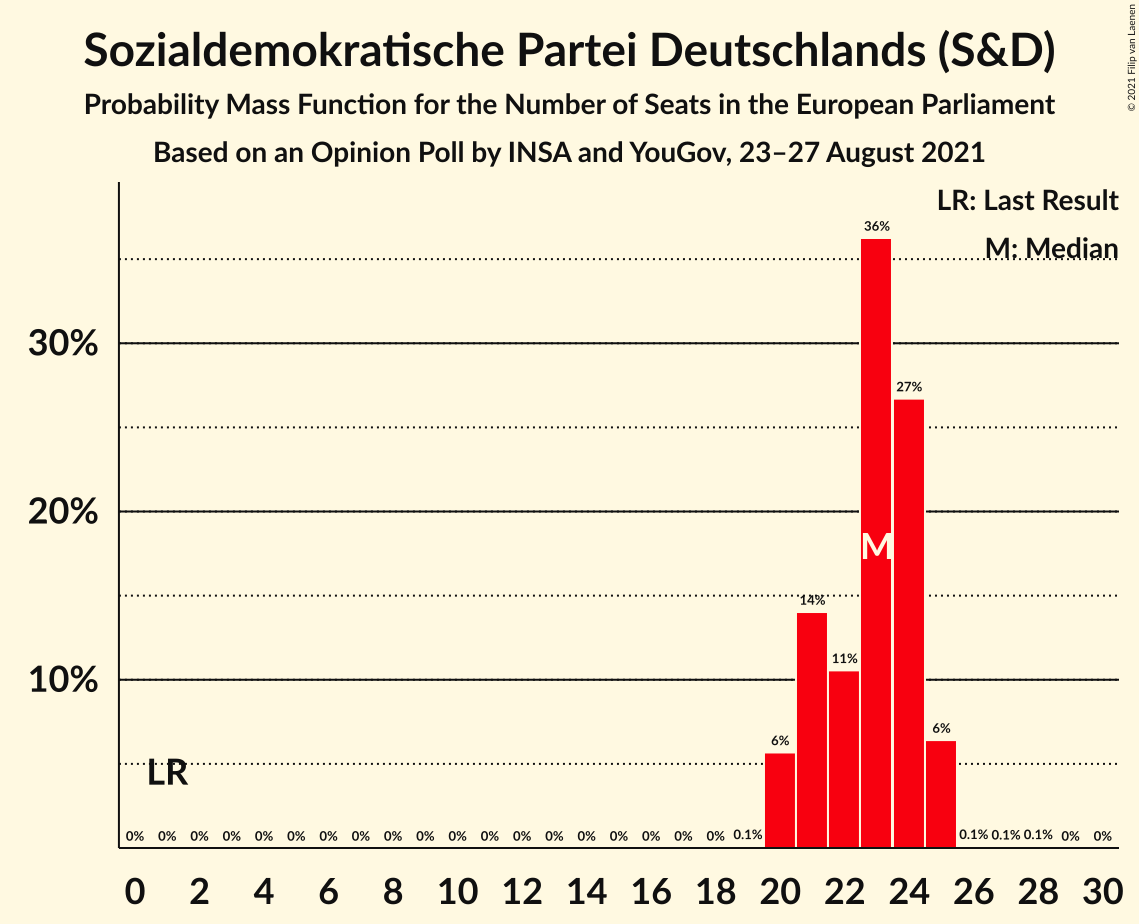 Sozialdemokratische Partei Deutschlands (S&D)
Probability Mass Function for the Number of Seats in the European Parliament
Based on an Opinion Poll by INSA and YouGov, 23–27 August 2021
© 2021 Filip van Laenen
LR: Last Result
M: Median
36%
30%
27%
20%
M
14%
11%
10%
6%
6%
LR
0% 0% 0% 0% 0% 0% 0% 0% 0% 0% 0% 0% 0% 0% 0% 0% 0% 0% 0% 0.1% 0.1% 0.1% 0.1% 0% 0%
0 2 4 6 8 10 12 14 16 18 20 22 24 26 28 30